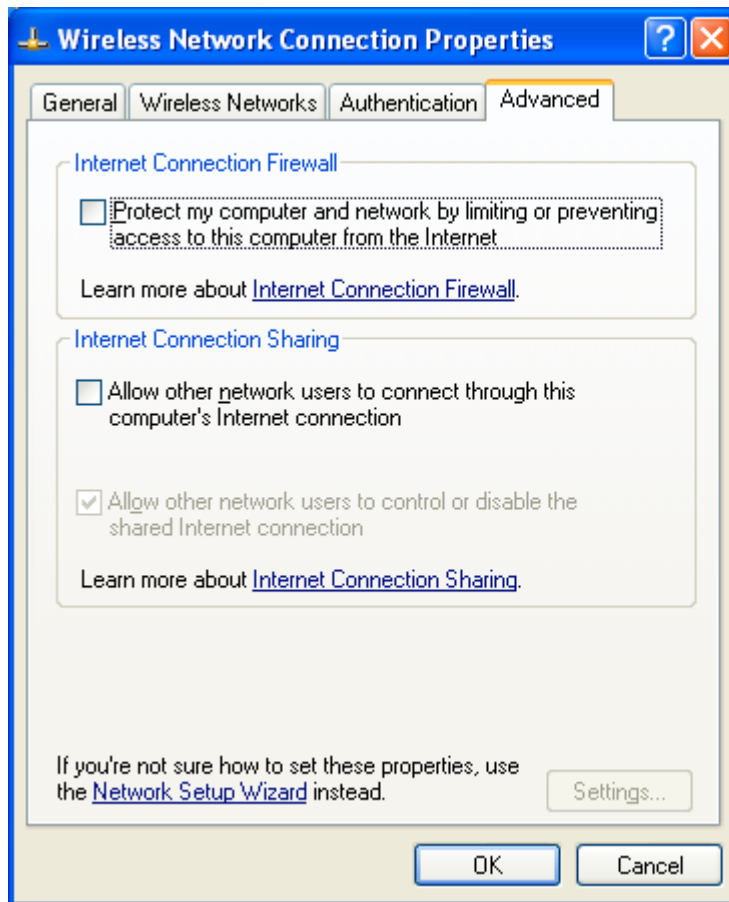 Wireless Network Connection Properties
General Wireless Networks Authentication Advanced
Internet Connection Firewall
Protect my computer and network by limiting or preventing
access to this computer from the Internet
Learn more about Internet Connection Firewall.
Internet Connection Sharing
Allow other network users to connect through this
computer's Internet connection
Allow other network users to control or disable the
shared Internet connection
Learn more about Internet Connection Sharing.
If you're not sure how to set these properties, use
the Network Setup Wizard instead.
Settings...
OK Cancel